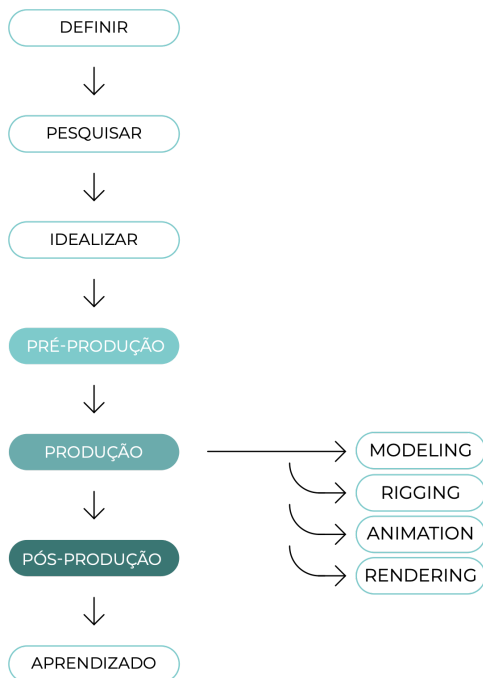 DEFINIR
PESQUISAR
IDEALIZAR
PRÉ-PRODUÇÃO
PRODUÇÃO
MODELING
RIGGING
ANIMATION
RENDERING
PÓS-PRODUÇÃO
APRENDIZADO